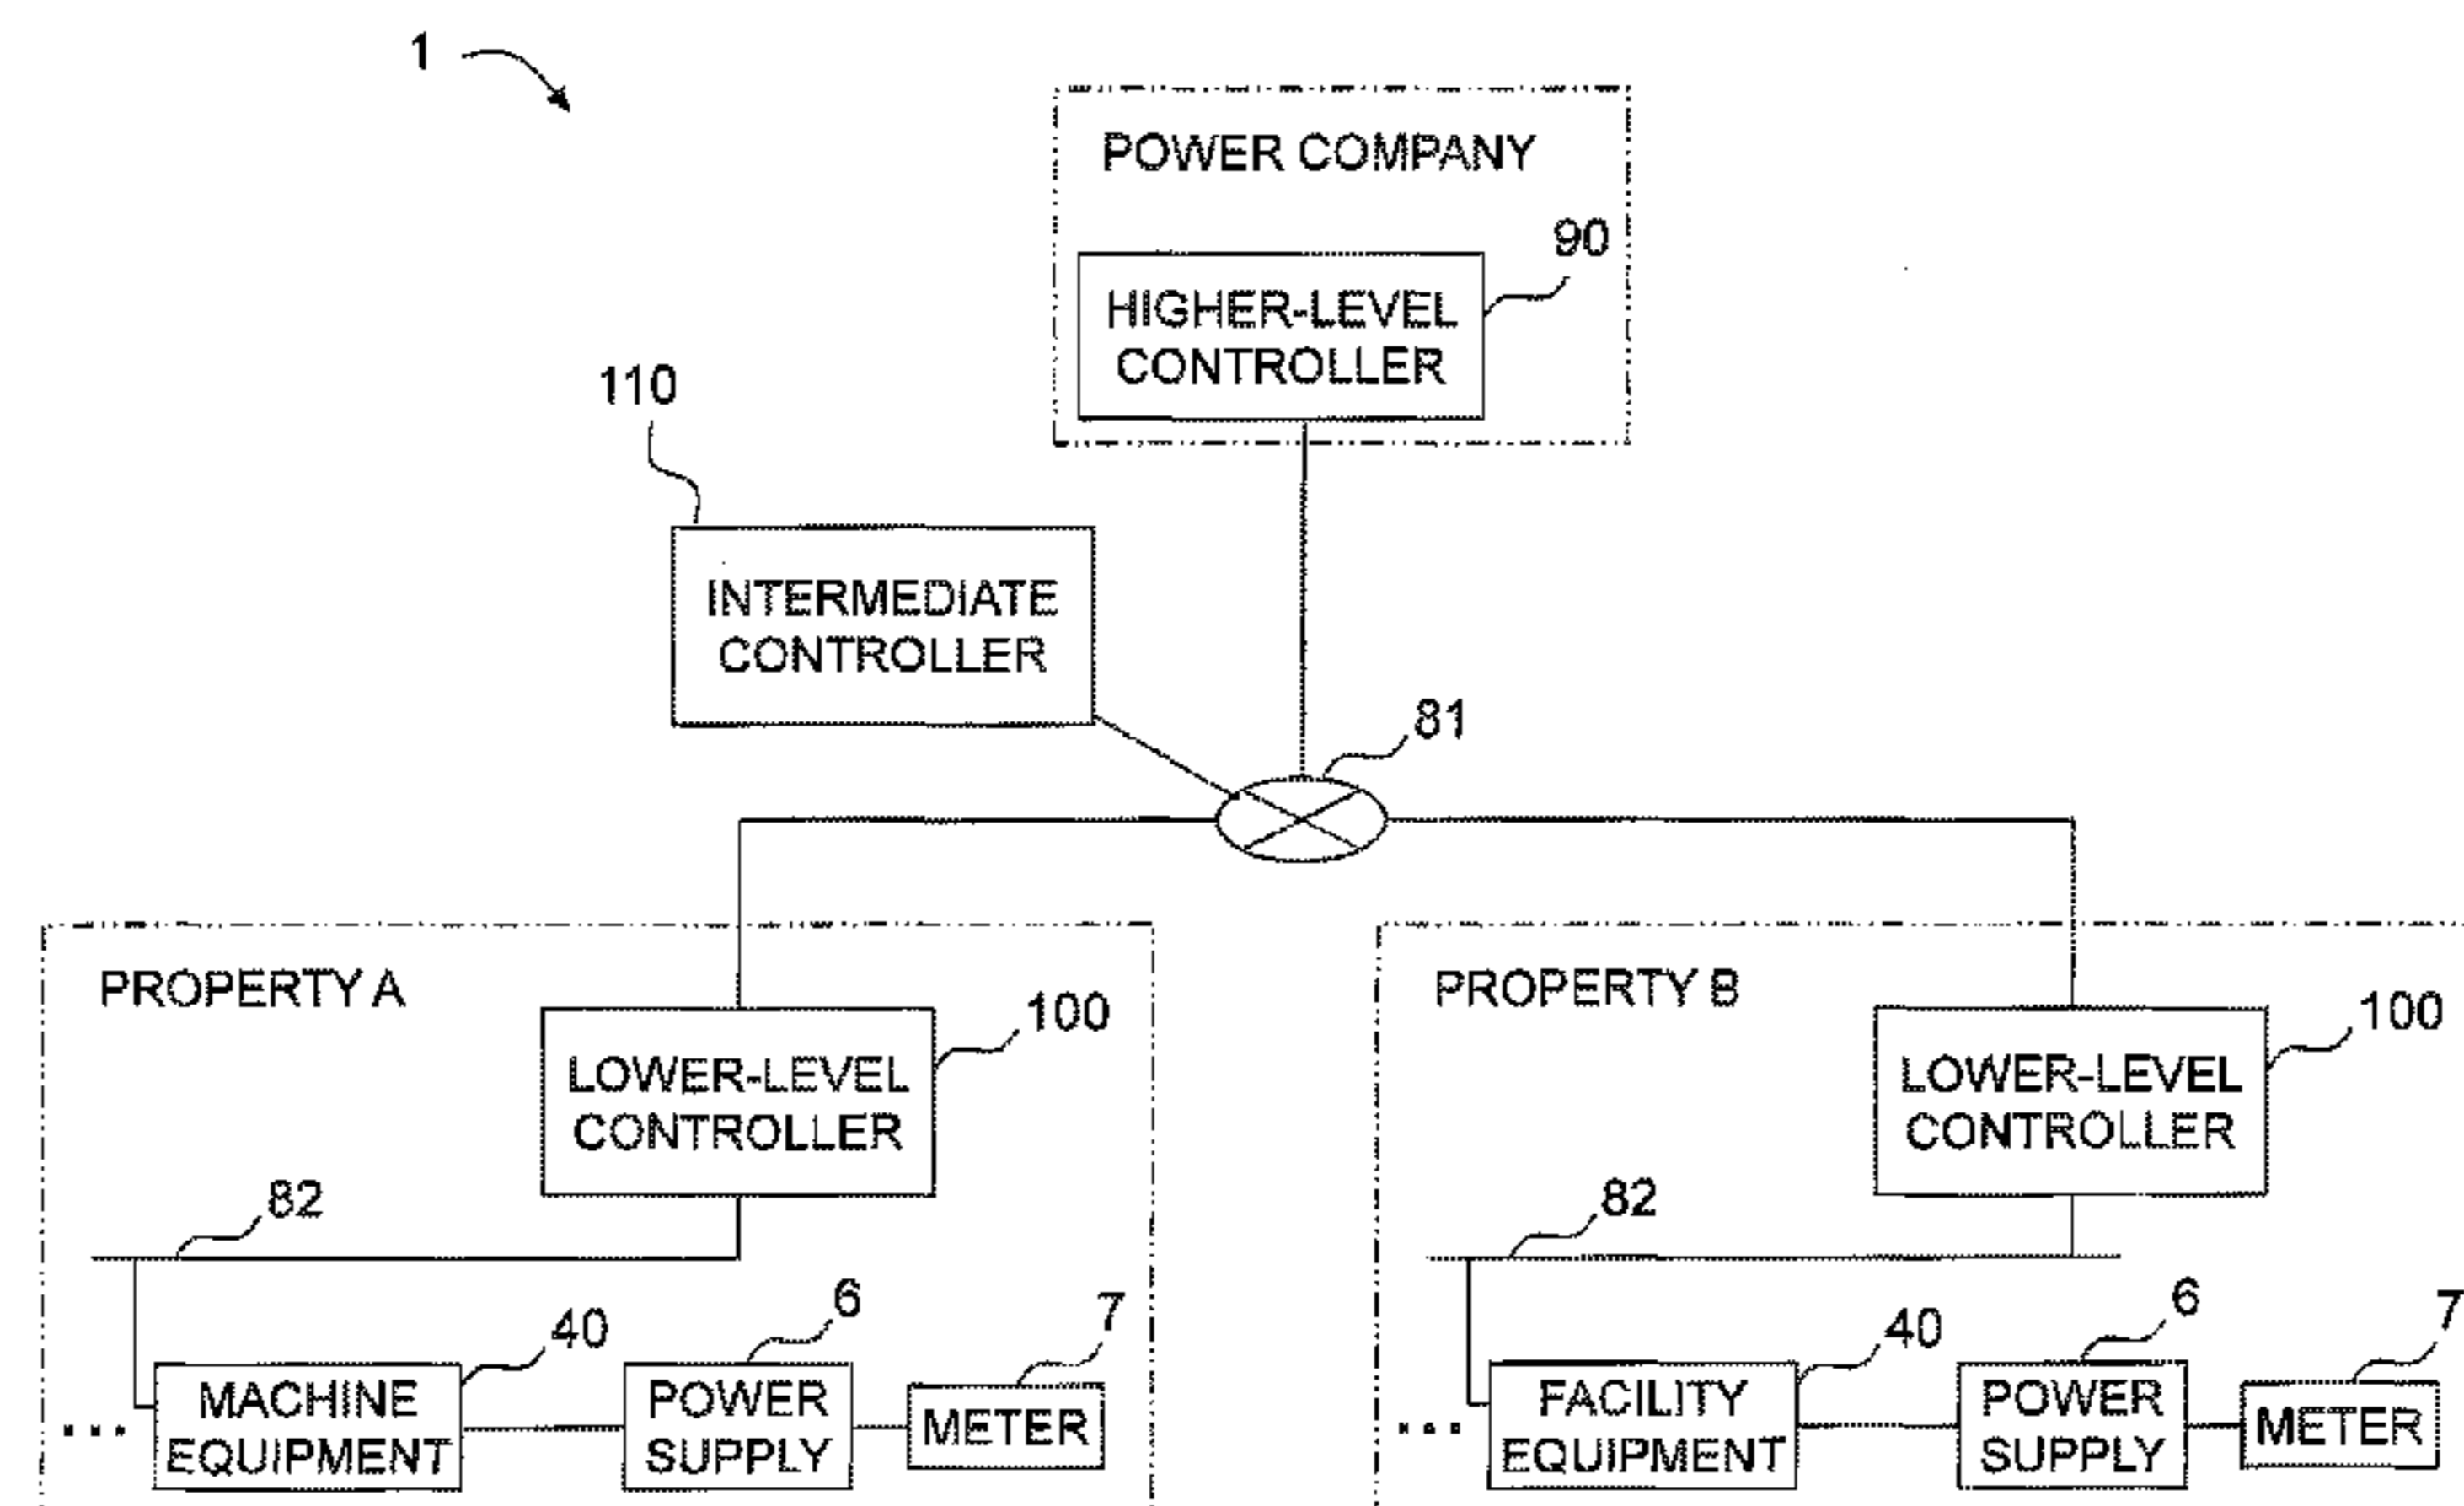 1
POWER COMPANY
90
HIGHER-LEVEL
CONTROLLER
110
INTERMEDIATE
CONTROLLER
81
PROPERTY A
100
LOWER-LEVEL
CONTROLLER
82
40
6
7
MACHINE
EQUIPMENT
POWER
SUPPLY
METER
...
PROPERTY B
100
LOWER-LEVEL
CONTROLLER
82
40
6
7
FACILITY
EQUIPMENT
POWER
SUPPLY
METER
...